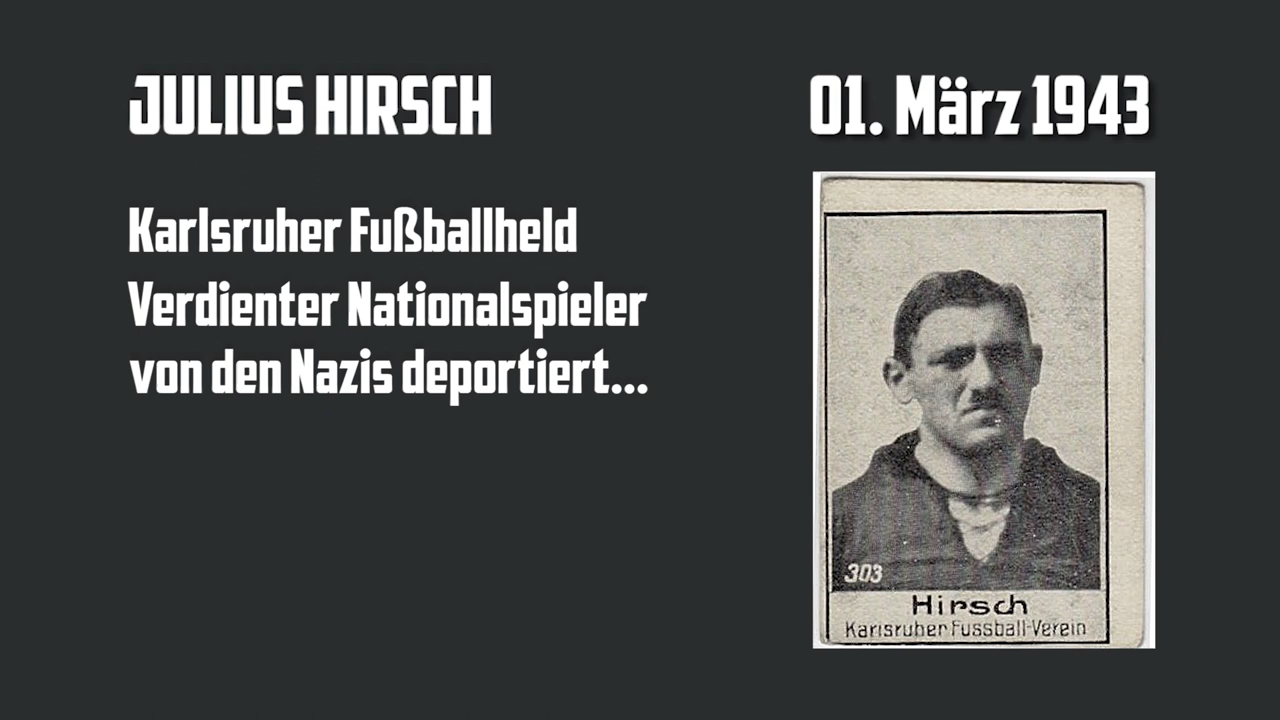 JULIUS HIRSCH
01. März 1943
Karlsruher Fußballheld
Verdienter Nationalspieler
von den Nazis deportiert...
303
Hirsch
Karlsruher Fussball-Verein